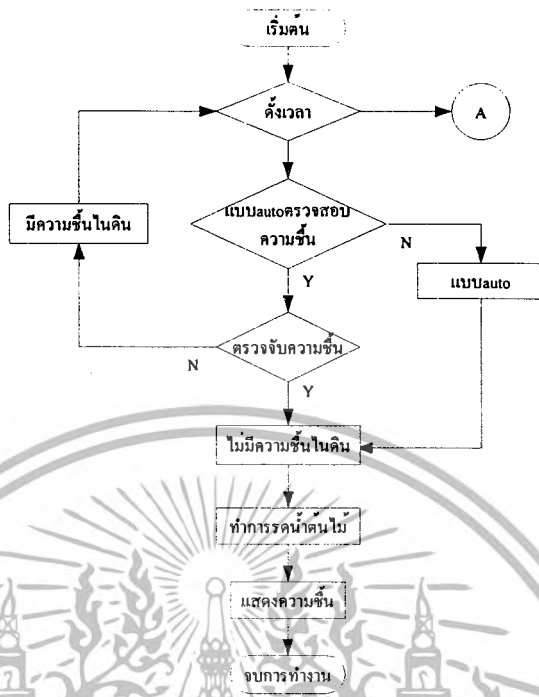 เริ่มต้น
ตั้งเวลา
A
แบบautoตรวจสอบ
ความชื้น
มีความชื้นในดิน
N
Y
แบบauto
ตรวจจับความชื้น
N
Y
ไม่มีความชื้นในดิน
ทำการรดน้ำต้นไม้
แสดงความชื้น
จบการทำงาน